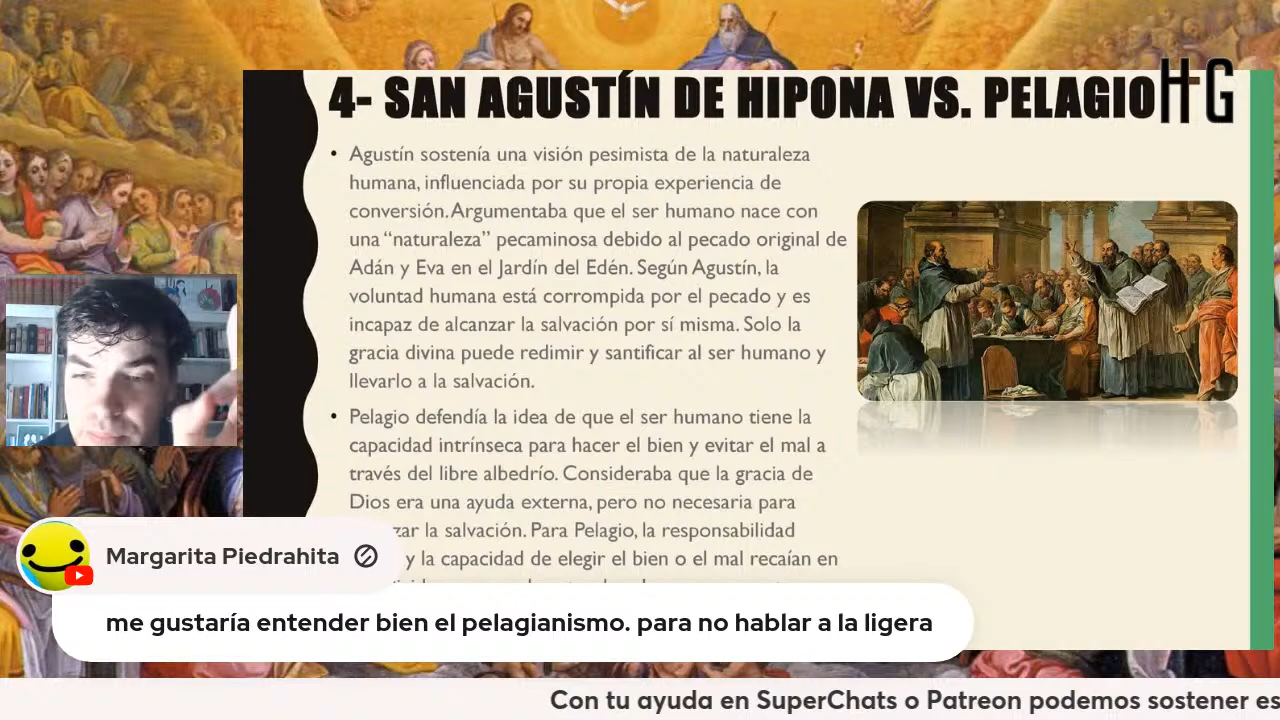 4- SAN AGUSTÍN DE HIPONA VS. PELAGIO
HG
• Agustín sostenía una visión pesimista de la naturaleza
humana, influenciada por su propia experiencia de
conversión. Argumentaba que el ser humano nace con
una “naturaleza” pecaminosa debido al pecado original de
Adán y Eva en el Jardín del Edén. Según Agustín, la
voluntad humana está corrompida por el pecado y es
incapaz de alcanzar la salvación por sí misma. Solo la
gracia divina puede redimir y santificar al ser humano y
llevarlo a la salvación.
• Pelagio defendía la idea de que el ser humano tiene la
capacidad intrínseca para hacer el bien y evitar el mal a
través del libre albedrío. Consideraba que la gracia de
Dios era una ayuda externa, pero no necesaria para
zar la salvación. Para Pelagio, la responsabilidad
y la capacidad de elegir el bien o el mal recaían en
Margarita Piedrahita
me gustaría entender bien el pelagianismo. para no hablar a la ligera
Con tu ayuda en SuperChats o Patreon podemos sostener es